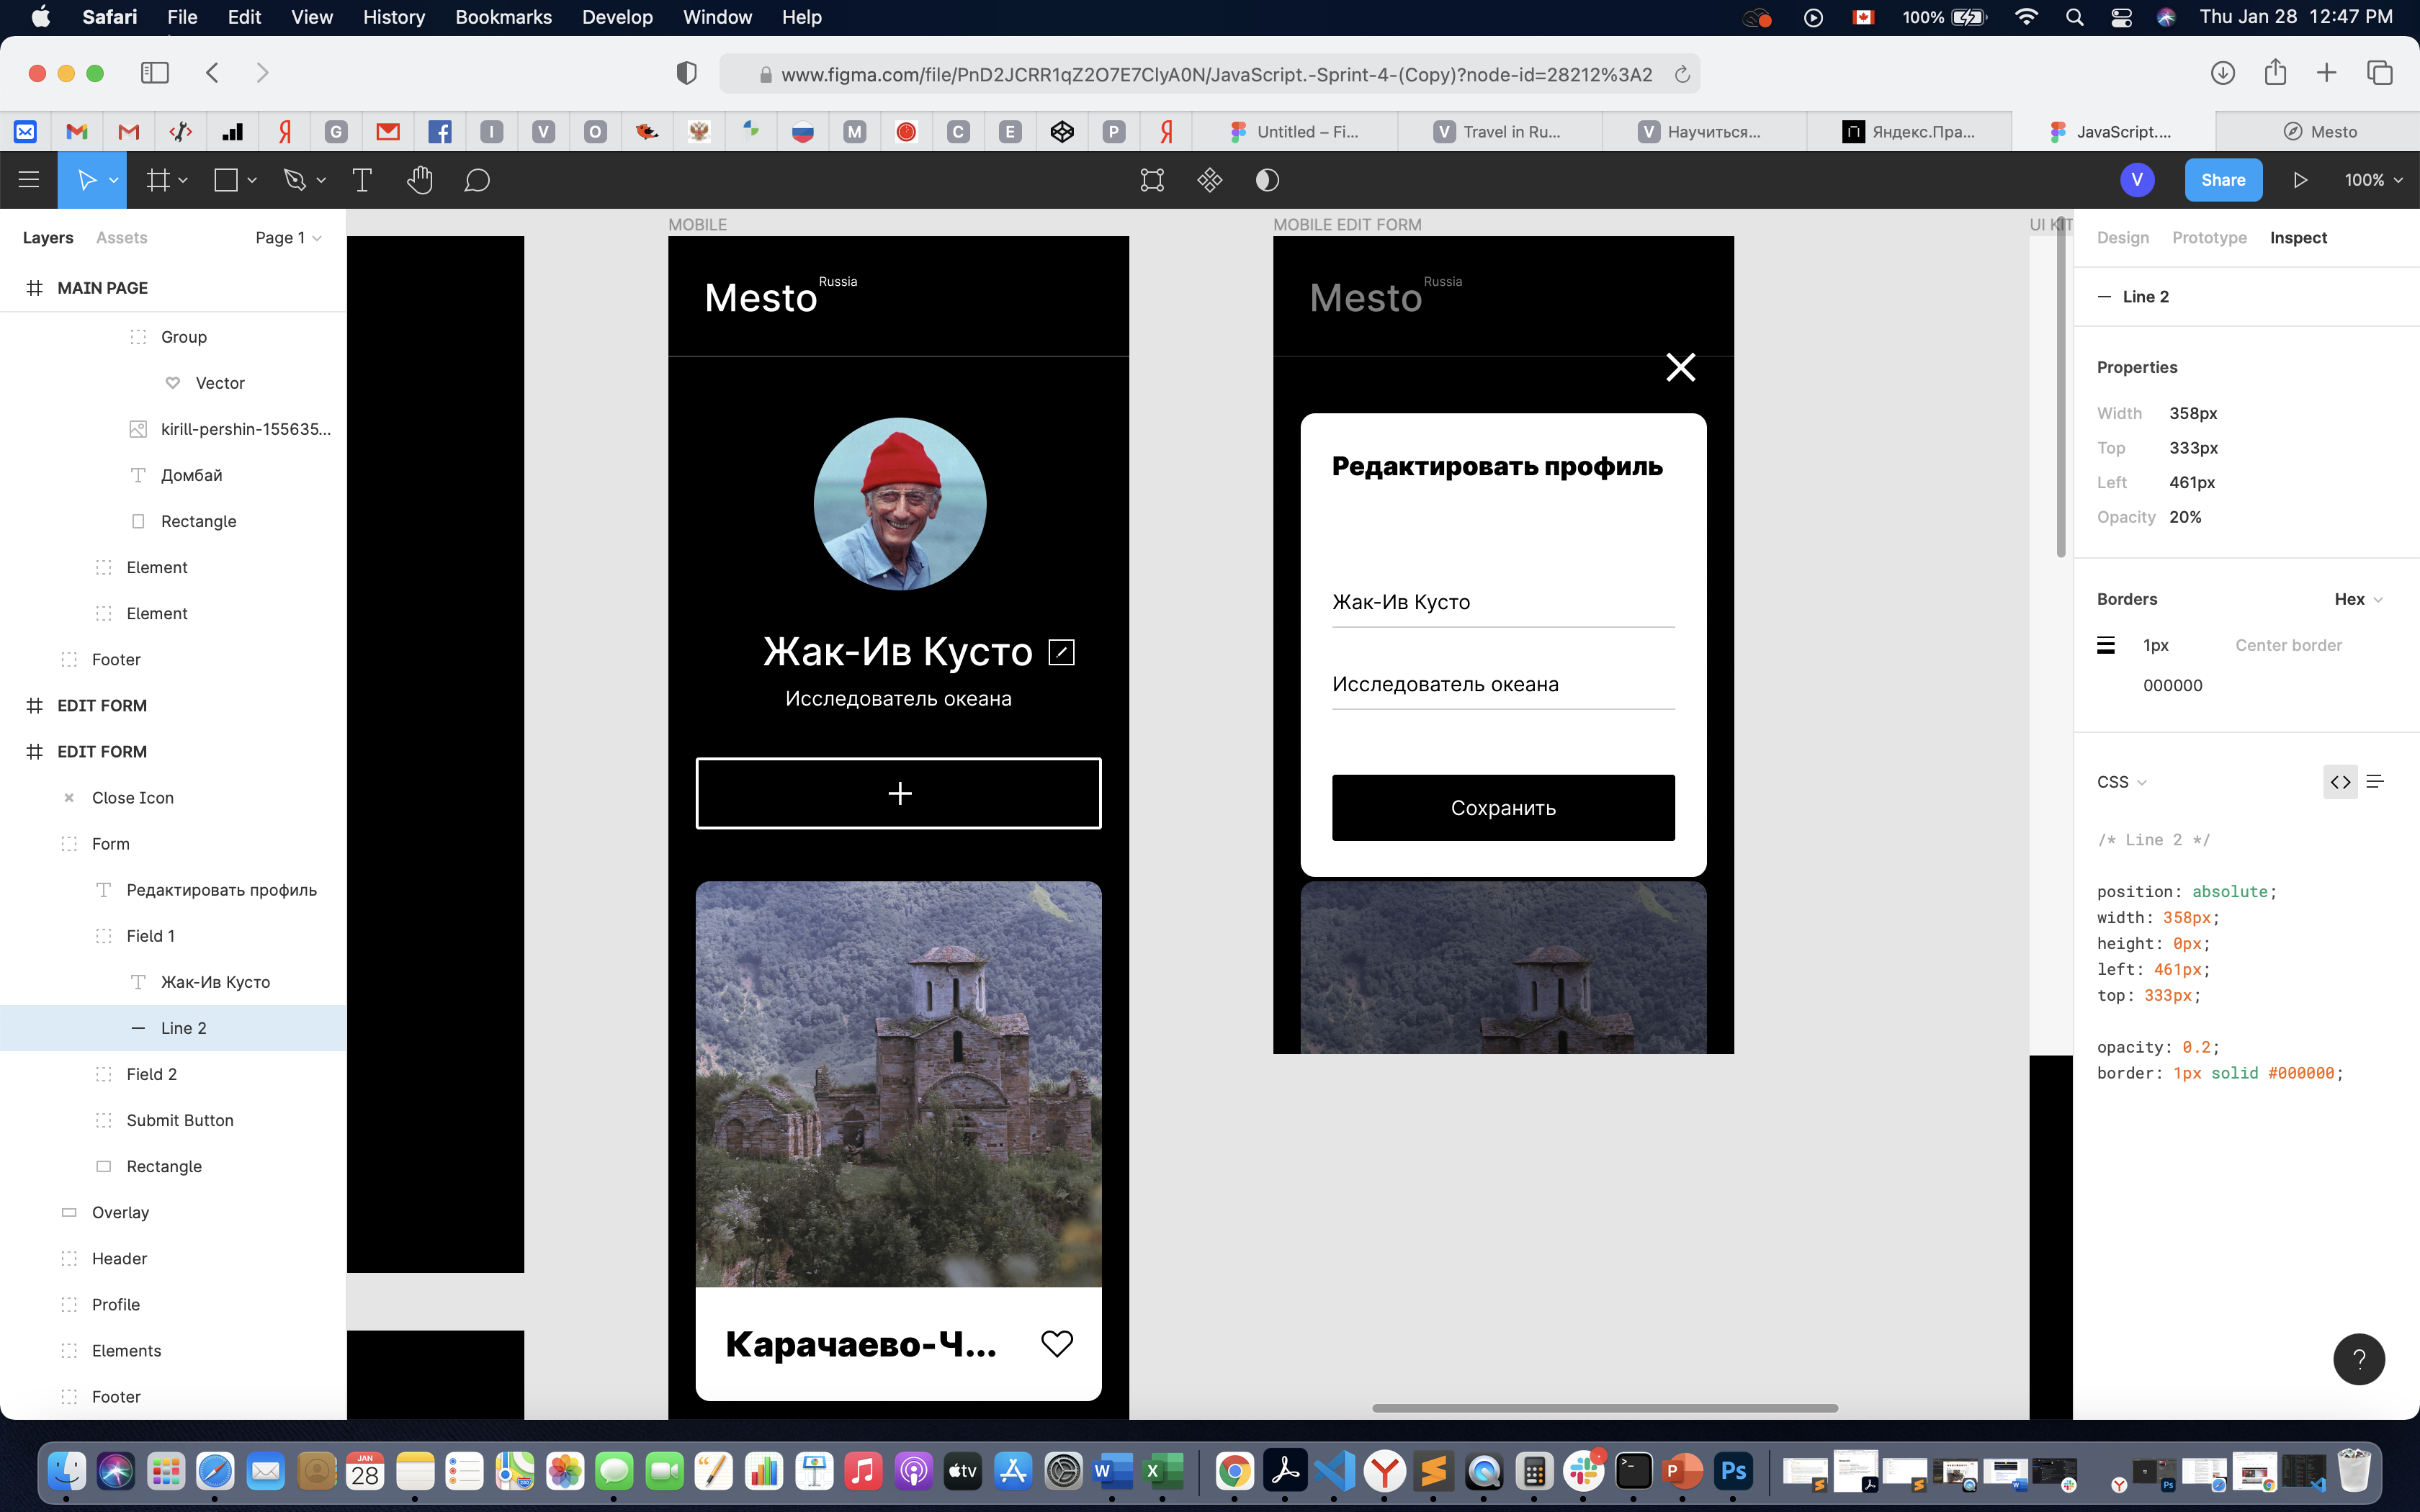 Safari File Edit View History Bookmarks Develop Window Help
100% Thu Jan 28 12:47 PM
www.figma.com/file/PnD2JCRR1qZ2O7E7ClyA0N/JavaScript.-Sprint-4-(Copy)?node-id=28212%3A2
G I V O M C E P Я Untitled – Fi... V Travel in Ru... V Научиться... Яндекс.Пра... JavaScript.... Mesto
V Share 100%
Layers Assets Page 1
MAIN PAGE
Group
Vector
kirill-pershin-155635...
Домбай
Rectangle
Element
Element
Footer
EDIT FORM
EDIT FORM
Close Icon
Form
Редактировать профиль
Field 1
Жак-Ив Кусто
Line 2
Field 2
Submit Button
Rectangle
Overlay
Header
Profile
Elements
Footer
MOBILE
Mesto Russia
Жак-Ив Кусто
Исследователь океана
Карачаево-Ч...
MOBILE EDIT FORM
Mesto Russia
Редактировать профиль
Жак-Ив Кусто
Исследователь океана
Сохранить
UI KIT
Design Prototype Inspect
Line 2
Properties
Width 358px
Top 333px
Left 461px
Opacity 20%
Borders Hex
1px Center border
000000
CSS
/* Line 2 */
position: absolute;
width: 358px;
height: 0px;
left: 461px;
top: 333px;
opacity: 0.2;
border: 1px solid #000000;
?
JAN
28
tv
W
X
P
Ps